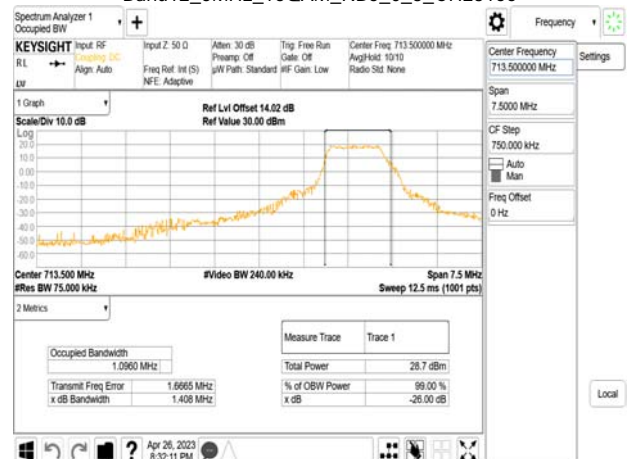 Spectrum Analyzer 1
Occupied BW
Frequency
KEYSIGHT
Input: RF
Coupling: DC
Align: Auto
Input Z: 50 Ω
Freq Ref: Int (S)
NFE: Adaptive
Atten: 30 dB
Preamp: Off
µW Path: Standard
Trig: Free Run
Gate: Off
#IF Gain: Low
Center Freq: 713.500000 MHz
Avg|Hold: 10/10
Radio Std: None
RL
Center Frequency
713.500000 MHz
Settings
Span
7.5000 MHz
CF Step
750.000 kHz
Auto
Man
Freq Offset
0 Hz
1 Graph
Scale/Div 10.0 dB
Ref Lvl Offset 14.02 dB
Ref Value 30.00 dBm
Log
20.0
10.0
0.00
-10.0
-20.0
-30.0
-40.0
-50.0
-60.0
Center 713.500 MHz
#Video BW 240.00 kHz
Span 7.5 MHz
#Res BW 75.000 kHz
Sweep 12.5 ms (1001 pts)
2 Metrics
Measure Trace Trace 1
Occupied Bandwidth
1.0960 MHz
Total Power 28.7 dBm
Transmit Freq Error 1.6665 MHz
% of OBW Power 99.00 %
x dB Bandwidth 1.408 MHz
x dB -26.00 dB
Local
?
Apr 26, 2023
8:32:11 PM